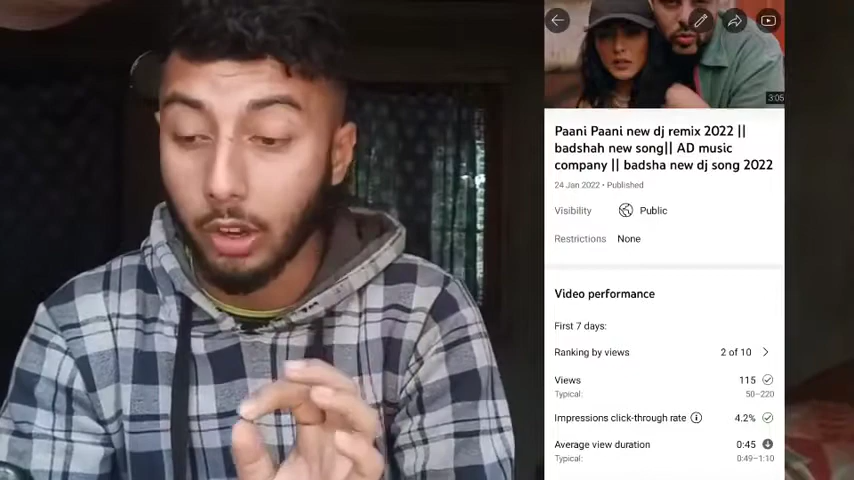 3:05
Paani Paani new dj remix 2022 ||
badshah new song|| AD music
company || badsha new dj song 2022
24 Jan 2022 • Published
Visibility Public
Restrictions None
Video performance
First 7 days:
Ranking by views 2 of 10
Views 115
Typical: 50–220
Impressions click-through rate 4.2%
Average view duration 0:45
Typical: 0:49–1:10